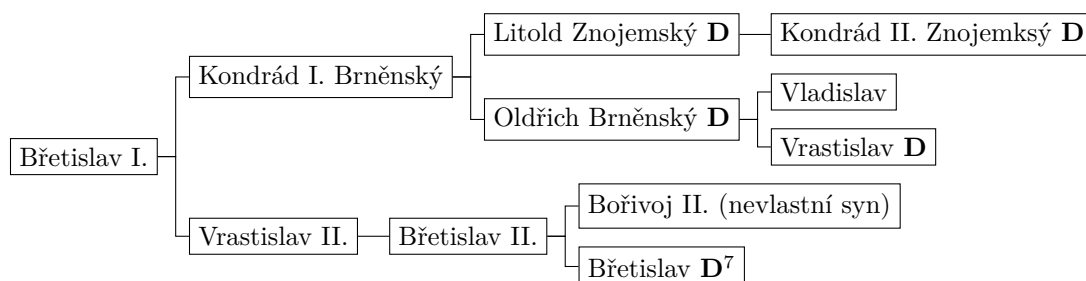 Litold Znojemský D
Kondrád II. Znojemksý D
Kondrád I. Brněnský
Vladislav
Oldřich Brněnský D
Vrastislav D
Břetislav I.
Bořivoj II. (nevlastní syn)
Vrastislav II.
Břetislav II.
Břetislav D⁷